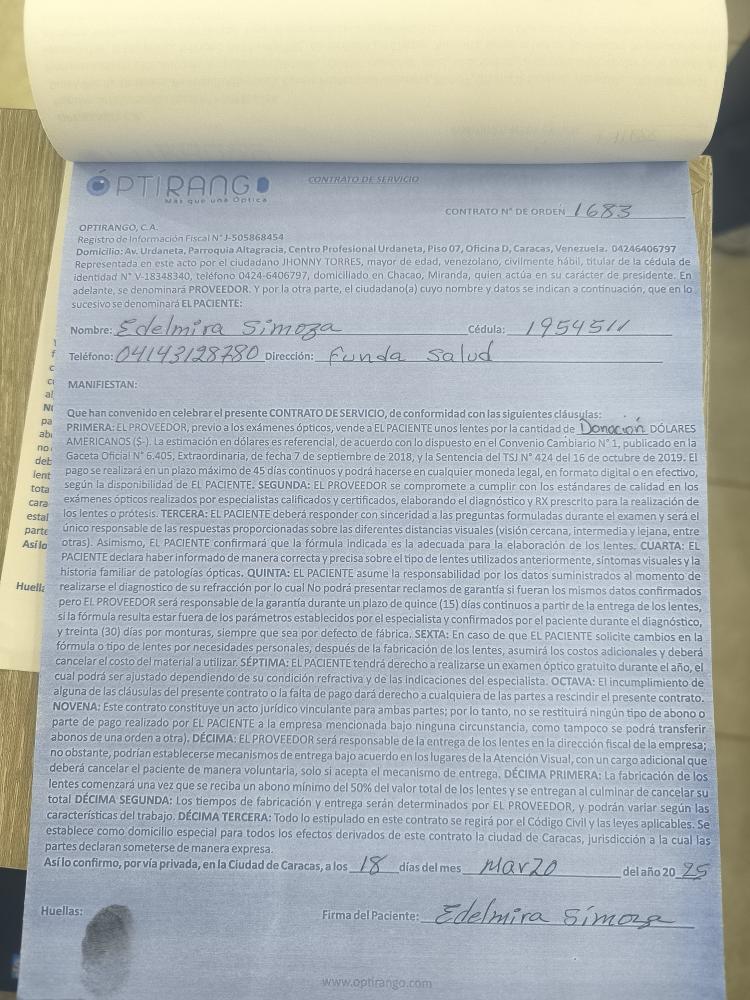 ÓPTIRANGO
Más que una Óptica
CONTRATO DE SERVICIO
CONTRATO N° DE ORDEN 1683
OPTIRANGO, C.A.
Registro de Información Fiscal N° J-505868454
Domicilio: Av. Urdaneta, Parroquia Altagracia, Centro Profesional Urdaneta, Piso 07, Oficina D, Caracas, Venezuela. 04246406797
Representada en este acto por el ciudadano JHONNY TORRES, mayor de edad, venezolano, civilmente hábil, titular de la cédula de
identidad N° V-18348340, teléfono 0424-6406797, domiciliado en Chacao, Miranda, quien actúa en su carácter de presidente. En
adelante, se denominará PROVEEDOR. Y por la otra parte, el ciudadano(a) cuyo nombre y datos se indican a continuación, que en lo
sucesivo se denominará EL PACIENTE:
Nombre: Edelmira Simoza Cédula: 1954511
Teléfono: 04143128780 Dirección: Funda Salud
MANIFIESTAN:
Que han convenido en celebrar el presente CONTRATO DE SERVICIO, de conformidad con las siguientes cláusulas:
PRIMERA: EL PROVEEDOR, previo a los exámenes ópticos, vende a EL PACIENTE unos lentes por la cantidad de Donación DÓLARES
AMERICANOS ($-). La estimación en dólares es referencial, de acuerdo con lo dispuesto en el Convenio Cambiario N° 1, publicado en la
Gaceta Oficial N° 6.405, Extraordinaria, de fecha 7 de septiembre de 2018, y la Sentencia del TSJ N° 424 del 16 de octubre de 2019. El
pago se realizará en un plazo máximo de 45 días continuos y podrá hacerse en cualquier moneda legal, en formato digital o en efectivo,
según la disponibilidad de EL PACIENTE. SEGUNDA: EL PROVEEDOR se compromete a cumplir con los estándares de calidad en los
exámenes ópticos realizados por especialistas calificados y certificados, elaborando el diagnóstico y RX prescrito para la realización de
los lentes o prótesis. TERCERA: EL PACIENTE deberá responder con sinceridad a las preguntas formuladas durante el examen y será el
único responsable de las respuestas proporcionadas sobre las diferentes distancias visuales (visión cercana, intermedia y lejana, entre
otras). Asimismo, EL PACIENTE confirmará que la fórmula indicada es la adecuada para la elaboración de los lentes. CUARTA: EL
PACIENTE declara haber informado de manera correcta y precisa sobre el tipo de lentes utilizados anteriormente, síntomas visuales y la
historia familiar de patologías ópticas. QUINTA: EL PACIENTE asume la responsabilidad por los datos suministrados al momento de
realizarse el diagnostico de su refracción por lo cual No podrá presentar reclamos de garantía si fueran los mismos datos confirmados
pero EL PROVEEDOR será responsable de la garantía durante un plazo de quince (15) días continuos a partir de la entrega de los lentes,
si la fórmula resulta estar fuera de los parámetros establecidos por el especialista y confirmados por el paciente durante el diagnóstico,
y treinta (30) días por monturas, siempre que sea por defecto de fábrica. SEXTA: En caso de que EL PACIENTE solicite cambios en la
fórmula o tipo de lentes por necesidades personales, después de la fabricación de los lentes, asumirá los costos adicionales y deberá
cancelar el costo del material a utilizar. SÉPTIMA: EL PACIENTE tendrá derecho a realizarse un examen óptico gratuito durante el año, el
cual podrá ser ajustado dependiendo de su condición refractiva y de las indicaciones del especialista. OCTAVA: El incumplimiento de
alguna de las cláusulas del presente contrato o la falta de pago dará derecho a cualquiera de las partes a rescindir el presente contrato.
NOVENA: Este contrato constituye un acto jurídico vinculante para ambas partes; por lo tanto, no se restituirá ningún tipo de abono o
parte de pago realizado por EL PACIENTE a la empresa mencionada bajo ninguna circunstancia, como tampoco se podrá transferir
abonos de una orden a otra). DÉCIMA: EL PROVEEDOR será responsable de la entrega de los lentes en la dirección fiscal de la empresa;
no obstante, podrían establecerse mecanismos de entrega bajo acuerdo en los lugares de la Atención Visual, con un cargo adicional que
deberá cancelar el paciente de manera voluntaria, solo si acepta el mecanismo de entrega. DÉCIMA PRIMERA: La fabricación de los
lentes comenzará una vez que se reciba un abono mínimo del 50% del valor total de los lentes y se entregan al culminar de cancelar su
total DÉCIMA SEGUNDA: Los tiempos de fabricación y entrega serán determinados por EL PROVEEDOR, y podrán variar según las
características del trabajo. DÉCIMA TERCERA: Todo lo estipulado en este contrato se regirá por el Código Civil y las leyes aplicables. Se
establece como domicilio especial para todos los efectos derivados de este contrato la ciudad de Caracas, jurisdicción a la cual las
partes declaran someterse de manera expresa.
Así lo confirmo, por vía privada, en la Ciudad de Caracas, a los 18 días del mes Marzo del año 20 25
Huellas: Firma del Paciente: Edelmira Simoza
www.optirango.com